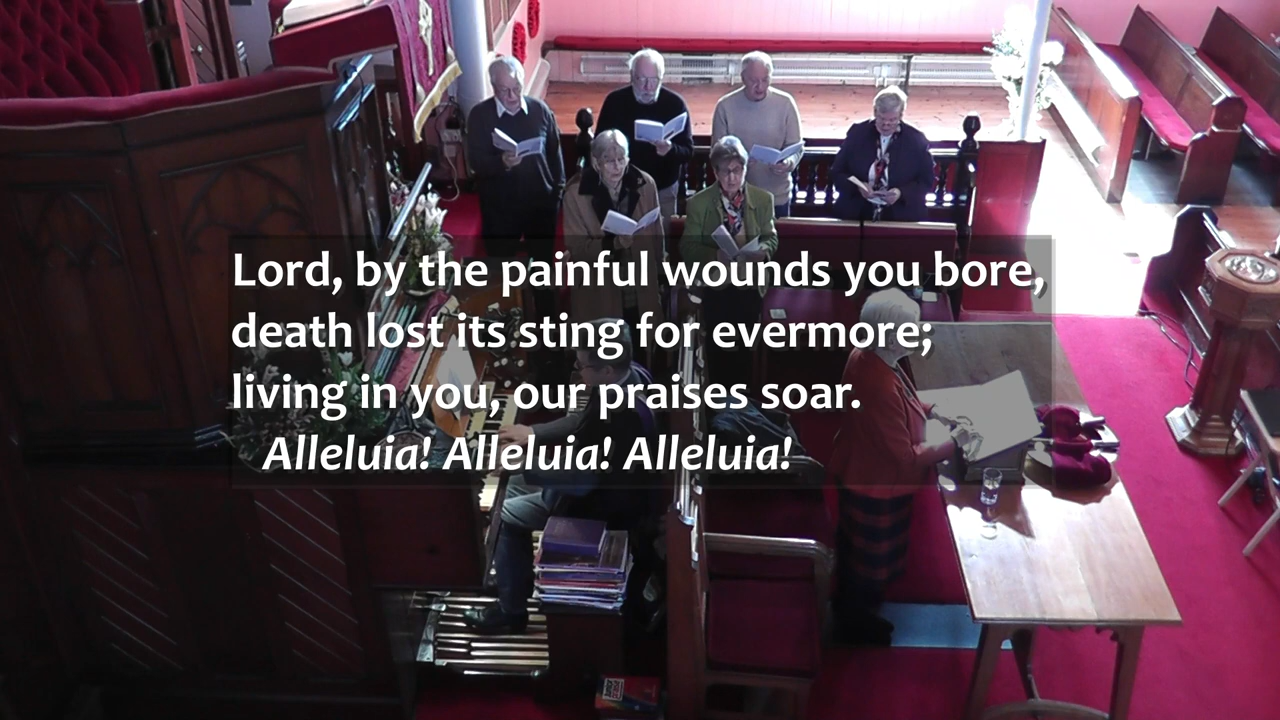 Lord, by the painful wounds you bore,
death lost its sting for evermore;
living in you, our praises soar.
Alleluia! Alleluia! Alleluia!